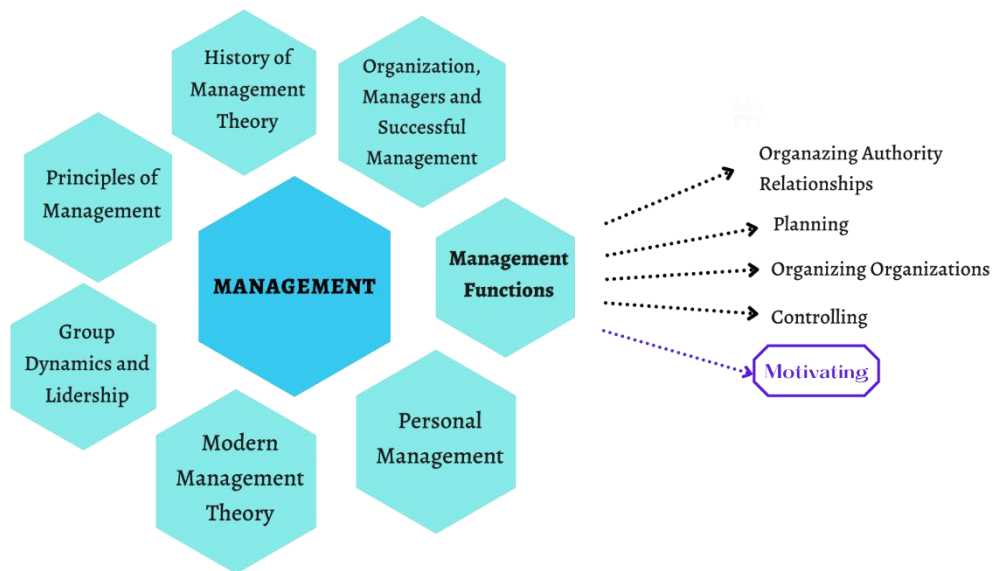 History of
Management
Theory
Organization,
Managers and
Successful
Management
Principles of
Management
MANAGEMENT
Management
Functions
Group
Dynamics and
Lidership
Modern
Management
Theory
Personal
Management
Organazing Authority
Relationships
Planning
Organizing Organizations
Controlling
Motivating